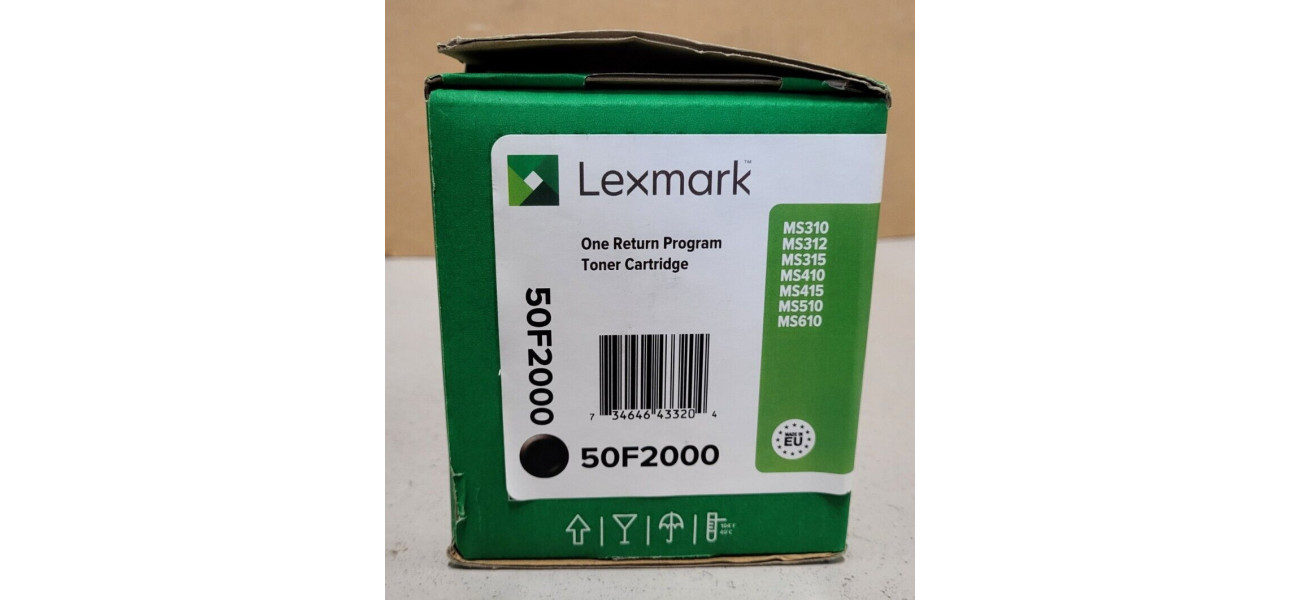 Lexmark™
One Return Program
Toner Cartridge
MS310
MS312
MS315
MS410
MS415
MS510
MS610
50F2000
7 34646 43320 4
50F2000
MADE IN
EU